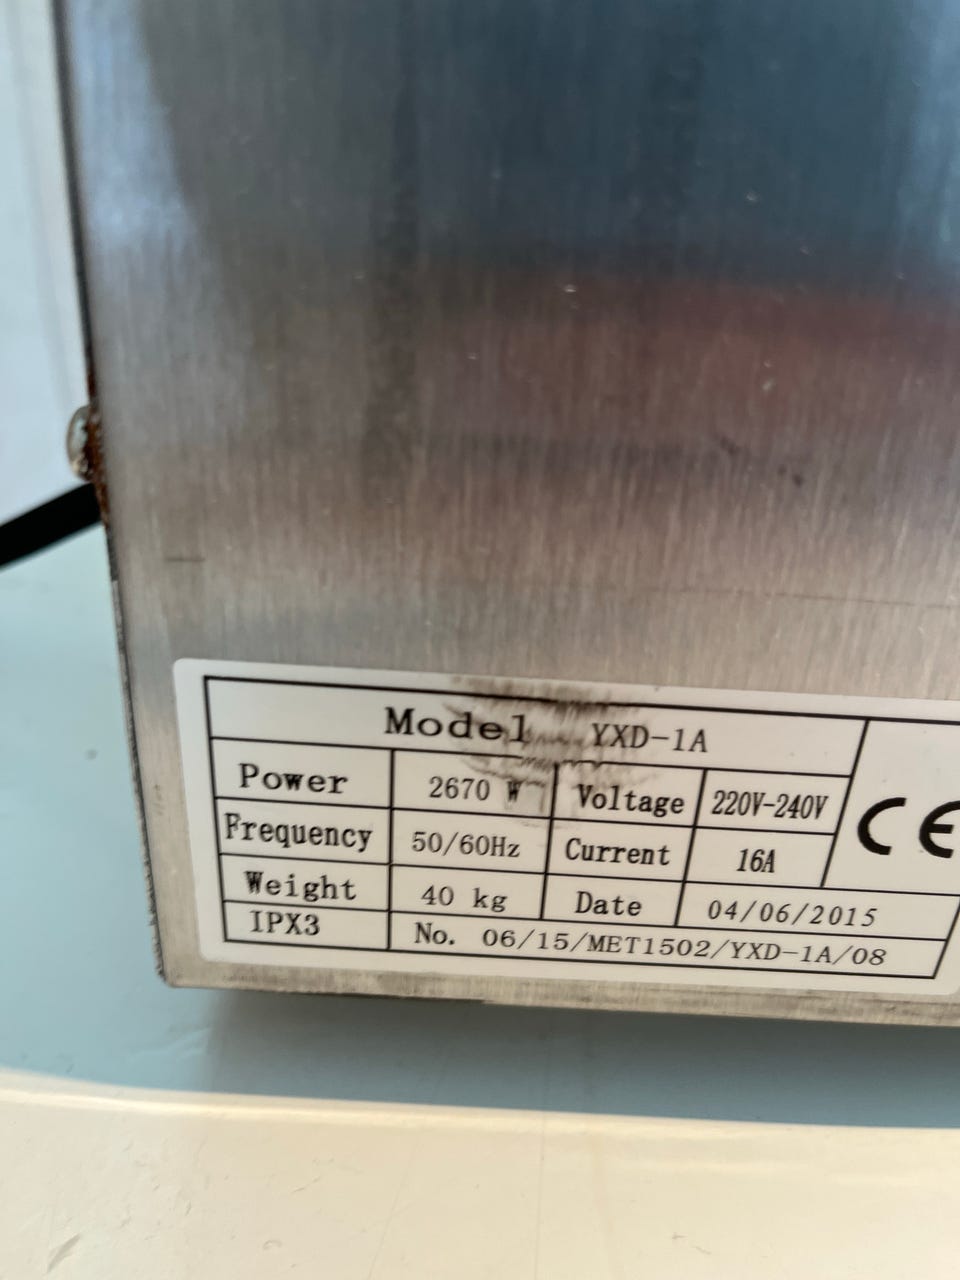 Model YXD-1A
Power 2670 W Voltage 220V-240V
Frequency 50/60Hz Current 16A
Weight 40 kg Date 04/06/2015
IPX3 No. 06/15/MET1502/YXD-1A/08
CE